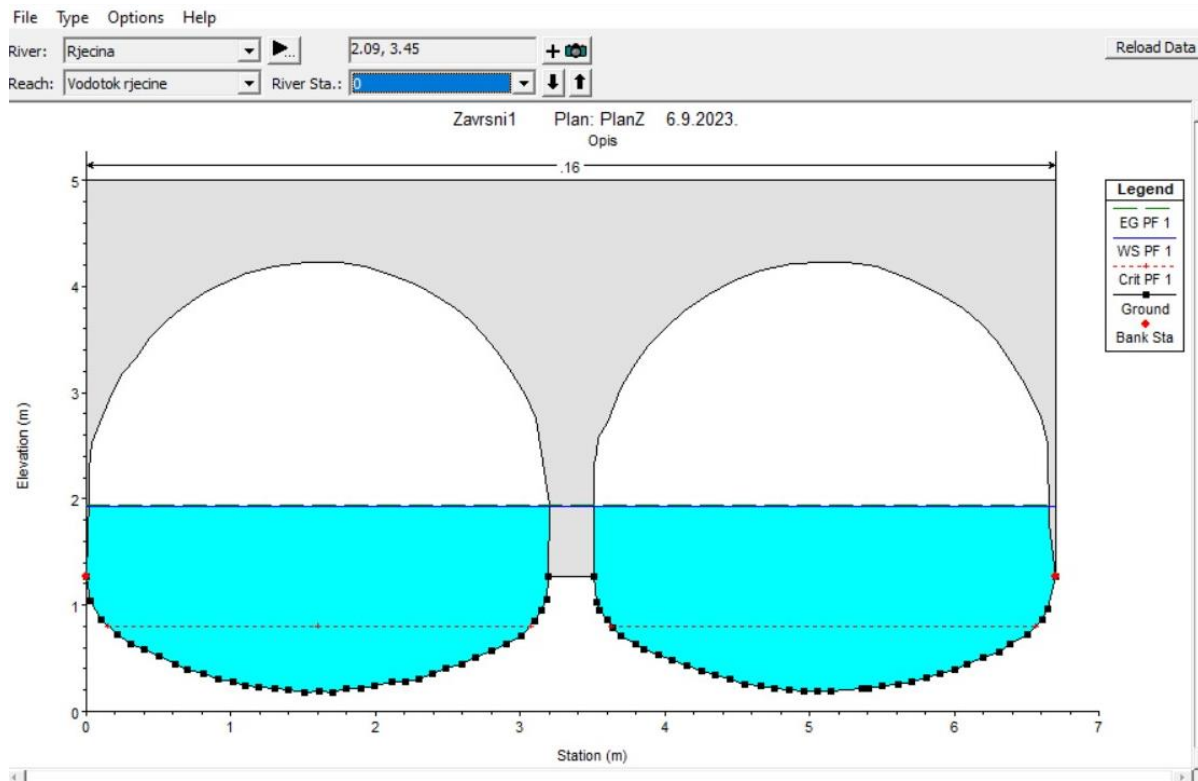 File Type Options Help
River: Rjecina 2.09, 3.45 Reload Data
Reach: Vodotok rjecine River Sta.: 0
Zavrsni1 Plan: PlanZ 6.9.2023.
Opis
.16
5
4
3
2
1
0
Elevation (m)
0 1 2 3 4 5 6 7
Station (m)
Legend
EG PF 1
WS PF 1
Crit PF 1
Ground
Bank Sta